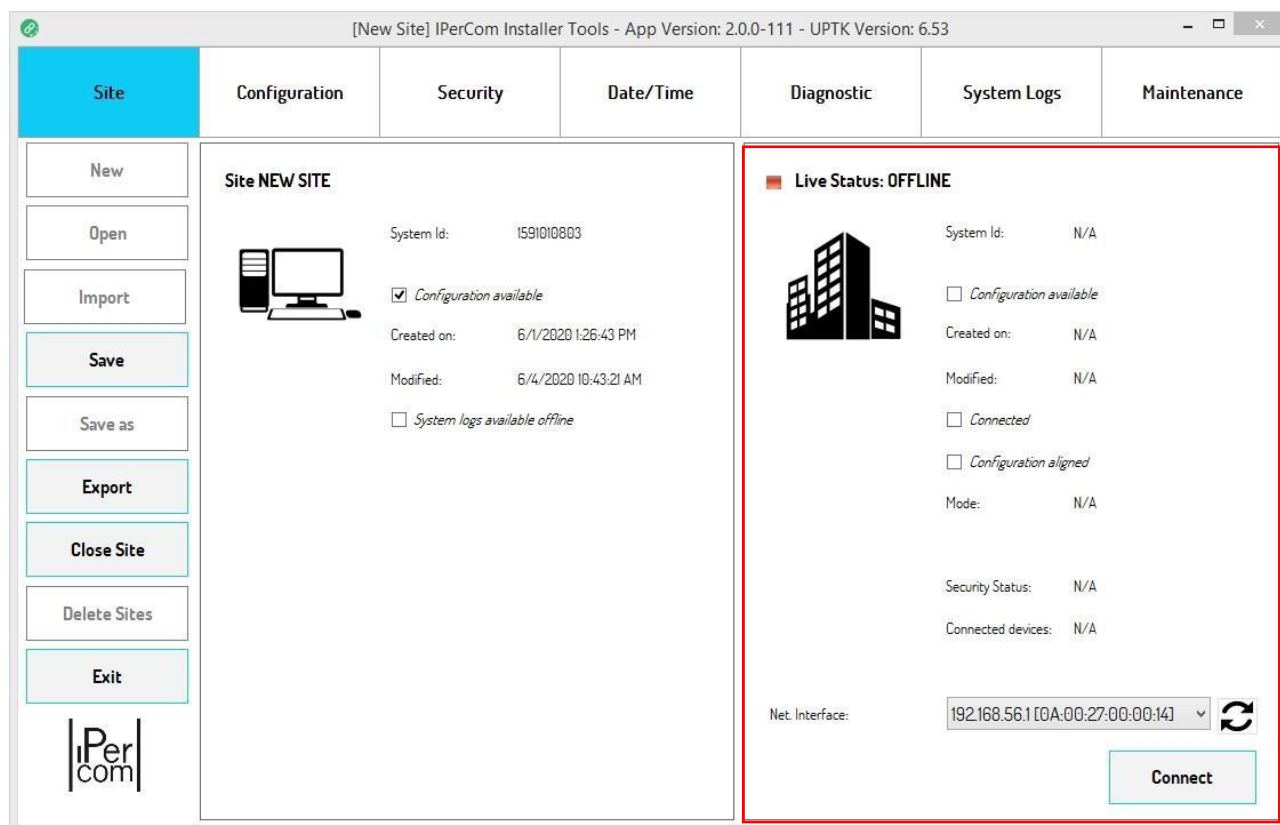 [New Site] IPerCom Installer Tools - App Version: 2.0.0-111 - UPTK Version: 6.53
Site
Configuration
Security
Date/Time
Diagnostic
System Logs
Maintenance
New
Open
Import
Save
Save as
Export
Close Site
Delete Sites
Exit
IPer
com
Site NEW SITE
System Id: 1591010803
Configuration available
Created on: 6/1/2020 1:26:43 PM
Modified: 6/4/2020 10:43:21 AM
System logs available offline
Live Status: OFFLINE
System Id: N/A
Configuration available
Created on: N/A
Modified: N/A
Connected
Configuration aligned
Mode: N/A
Security Status: N/A
Connected devices: N/A
Net. Interface: 192.168.56.1 [0A:00:27:00:00:14]
Connect